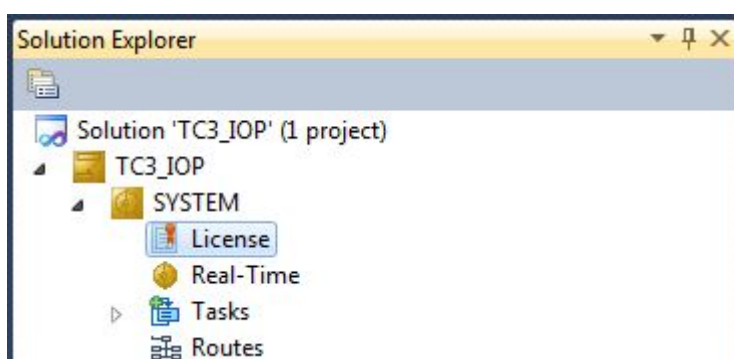 Solution Explorer
Solution 'TC3_IOP' (1 project)
TC3_IOP
SYSTEM
License
Real-Time
Tasks
Routes